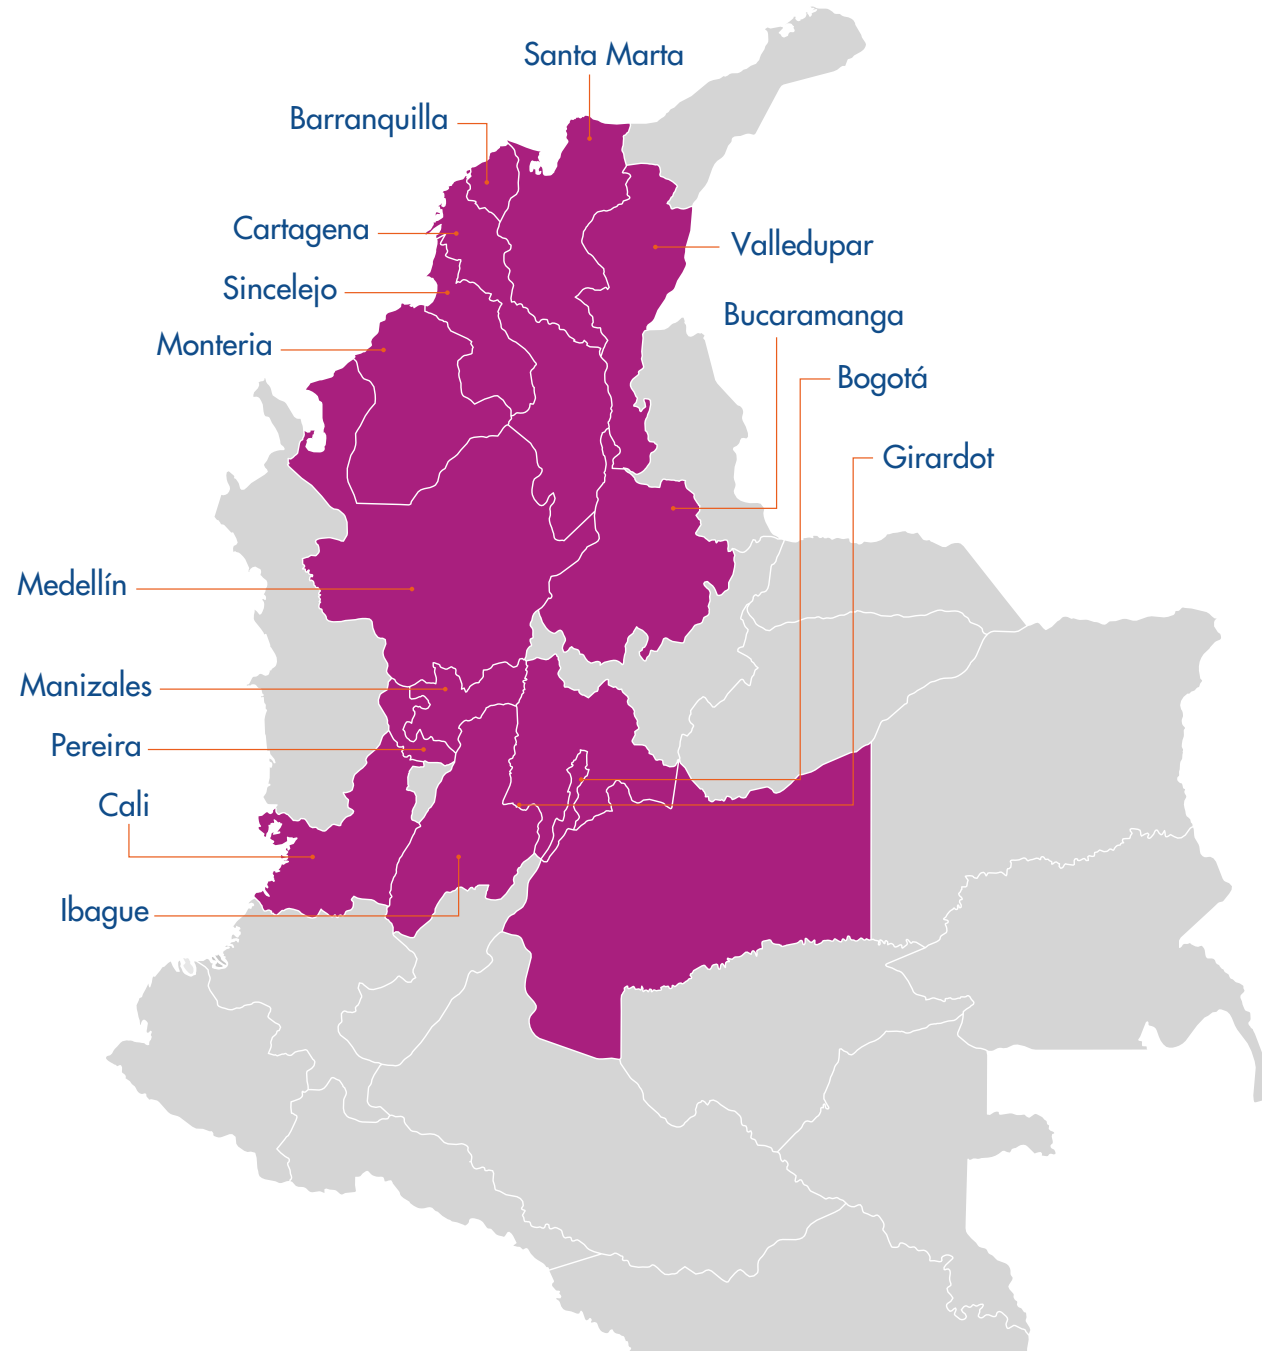 Santa Marta
Barranquilla
Cartagena
Valledupar
Sincelejo
Bucaramanga
Monteria
Bogotá
Girardot
Medellín
Manizales
Pereira
Cali
Ibague